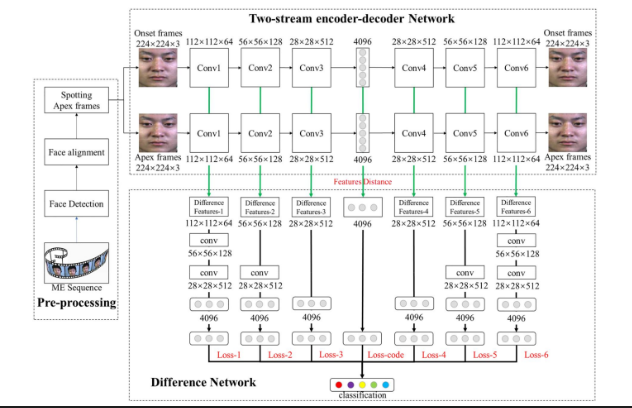 Two-stream encoder-decoder Network
Onset frames
224×224×3
112×112×64
56×56×128
28×28×512
4096
28×28×512
56×56×128
112×112×64
Onset frames
224×224×3
Conv1
Conv2
Conv3
Conv4
Conv5
Conv6
Conv1
Conv2
Conv3
Conv4
Conv5
Conv6
Apex frames
224×224×3
112×112×64
56×56×128
28×28×512
4096
28×28×512
56×56×128
112×112×64
Apex frames
224×224×3
Spotting
Apex frames
Face alignment
Face Detection
ME Sequence
Pre-processing
Features Distance
Difference
Features-1
Difference
Features-2
Difference
Features-3
Difference
Features-4
Difference
Features-5
Difference
Features-6
112×112×64
56×56×128
28×28×512
4096
28×28×512
56×56×128
112×112×64
conv
conv
56×56×128
56×56×128
conv
conv
conv
conv
28×28×512
28×28×512
28×28×512
28×28×512
4096
4096
4096
4096
4096
4096
Loss-1
Loss-2
Loss-3
Loss-code
Loss-4
Loss-5
Loss-6
Difference Network
classification